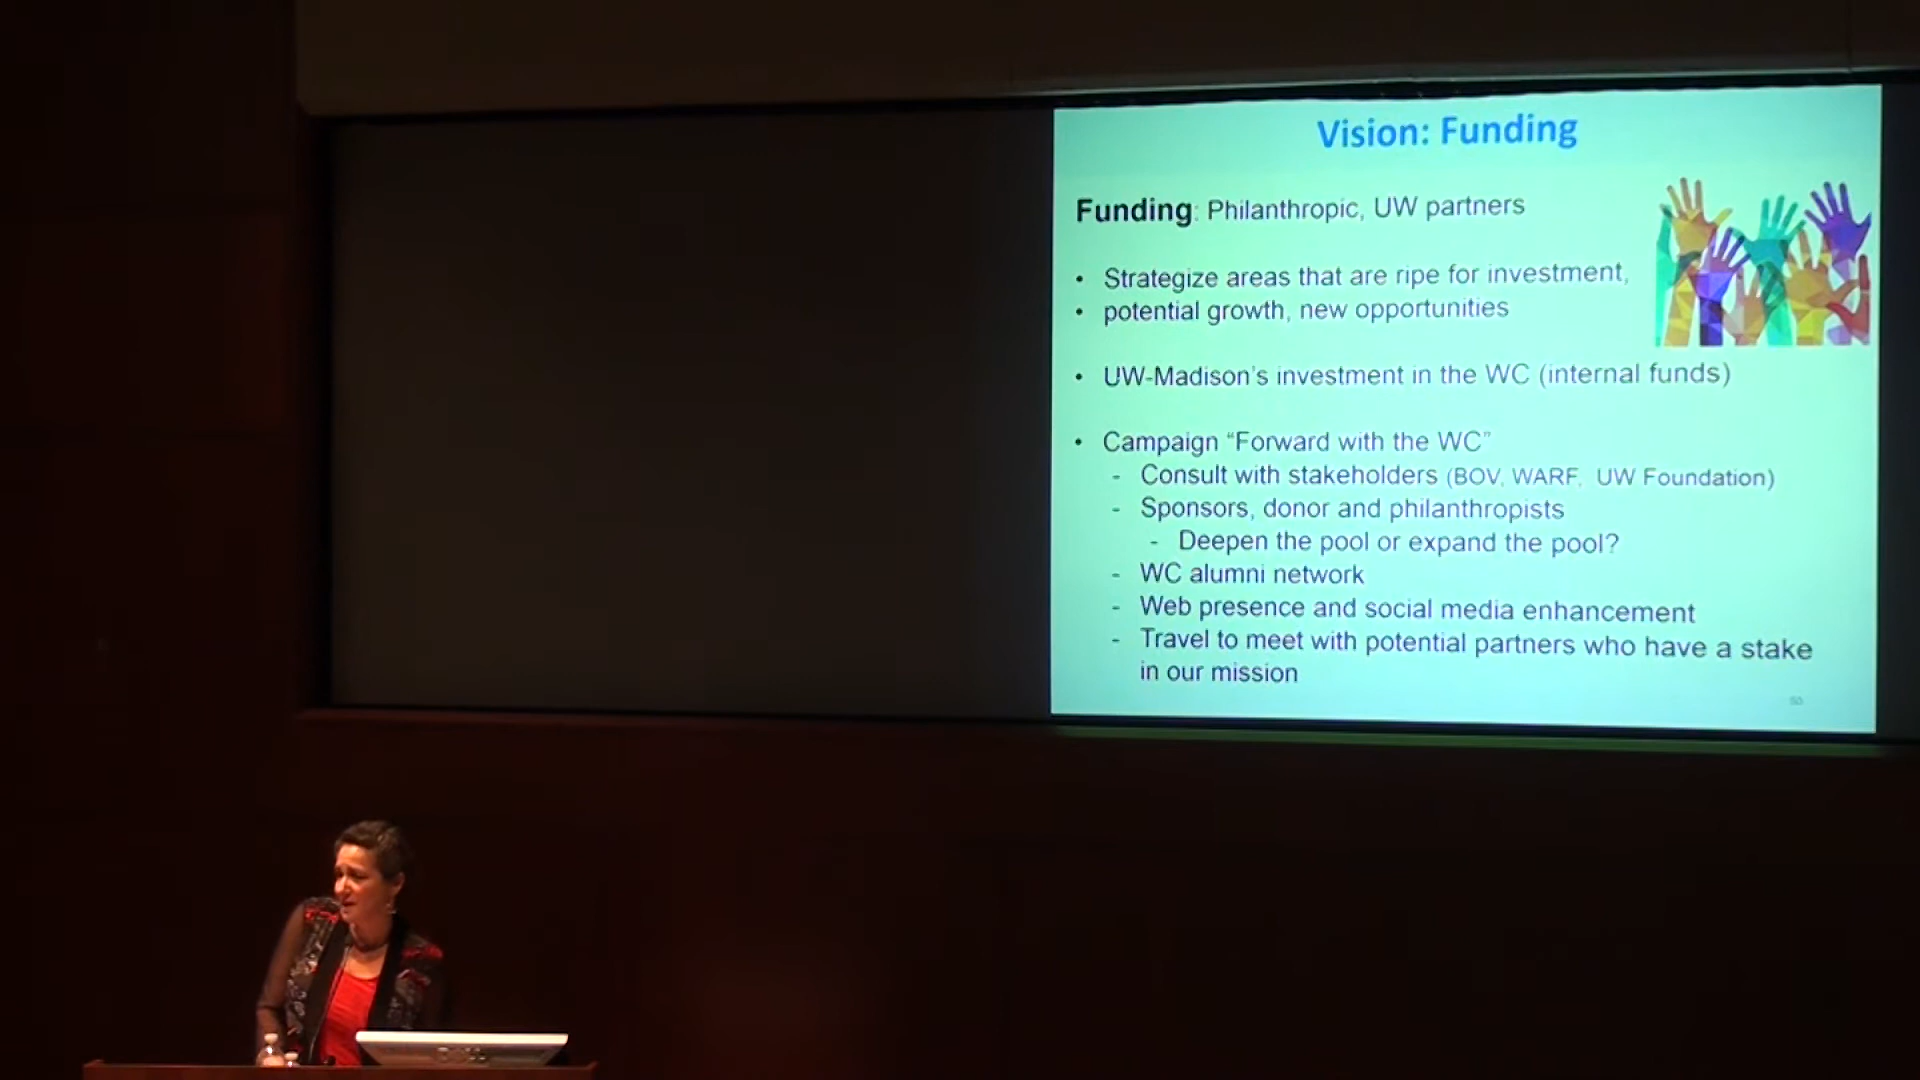 Vision: Funding
Funding: Philanthropic, UW partners
• Strategize areas that are ripe for investment,
• potential growth, new opportunities
• UW-Madison's investment in the WC (internal funds)
• Campaign “Forward with the WC”
- Consult with stakeholders (BOV, WARF, UW Foundation)
- Sponsors, donor and philanthropists
- Deepen the pool or expand the pool?
- WC alumni network
- Web presence and social media enhancement
- Travel to meet with potential partners who have a stake
in our mission